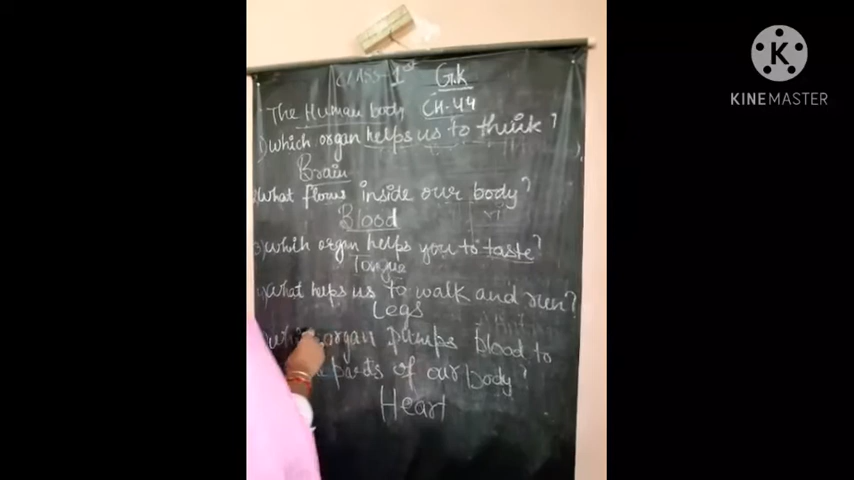 CLASS-1st G.K
The Human body CH-44
1) Which organ helps us to think?
Brain
2) What flows inside our body?
Blood
3) Which organ helps you to taste?
Tongue
4) What helps us to walk and run?
Legs
organ Pumps blood to
parts of our body?
Heart
K
KINEMASTER